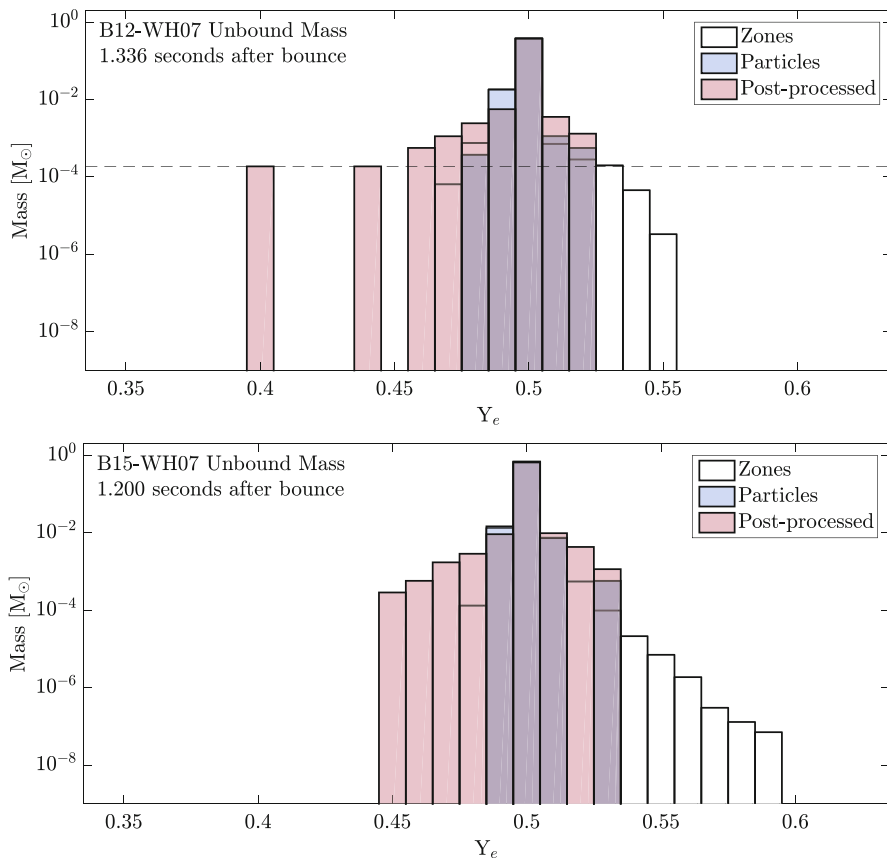 B12-WH07 Unbound Mass
1.336 seconds after bounce
Zones
Particles
Post-processed
10^0
10^{-2}
10^{-4}
10^{-6}
10^{-8}
Mass [M_⊙]
0.35 0.4 0.45 0.5 0.55 0.6
Y_e
B15-WH07 Unbound Mass
1.200 seconds after bounce
Zones
Particles
Post-processed
10^0
10^{-2}
10^{-4}
10^{-6}
10^{-8}
Mass [M_⊙]
0.35 0.4 0.45 0.5 0.55 0.6
Y_e